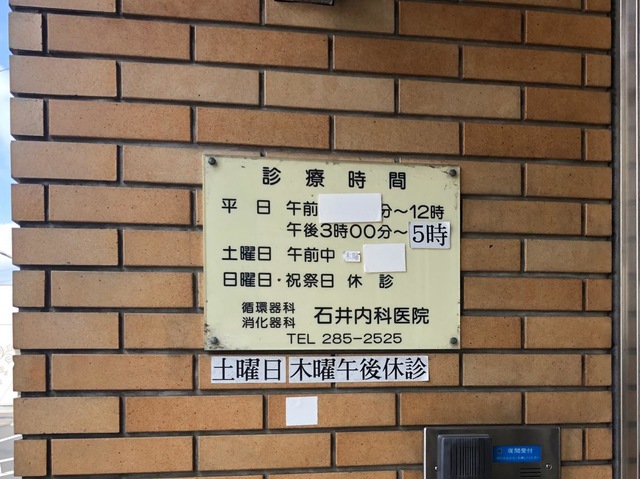 診療時間
平日 午前 分～12時
午後3時00分～5時
土曜日 午前中
日曜日・祝祭日 休診
循環器科
消化器科 石井内科医院
TEL 285-2525
土曜日 木曜午後休診
夜間受付